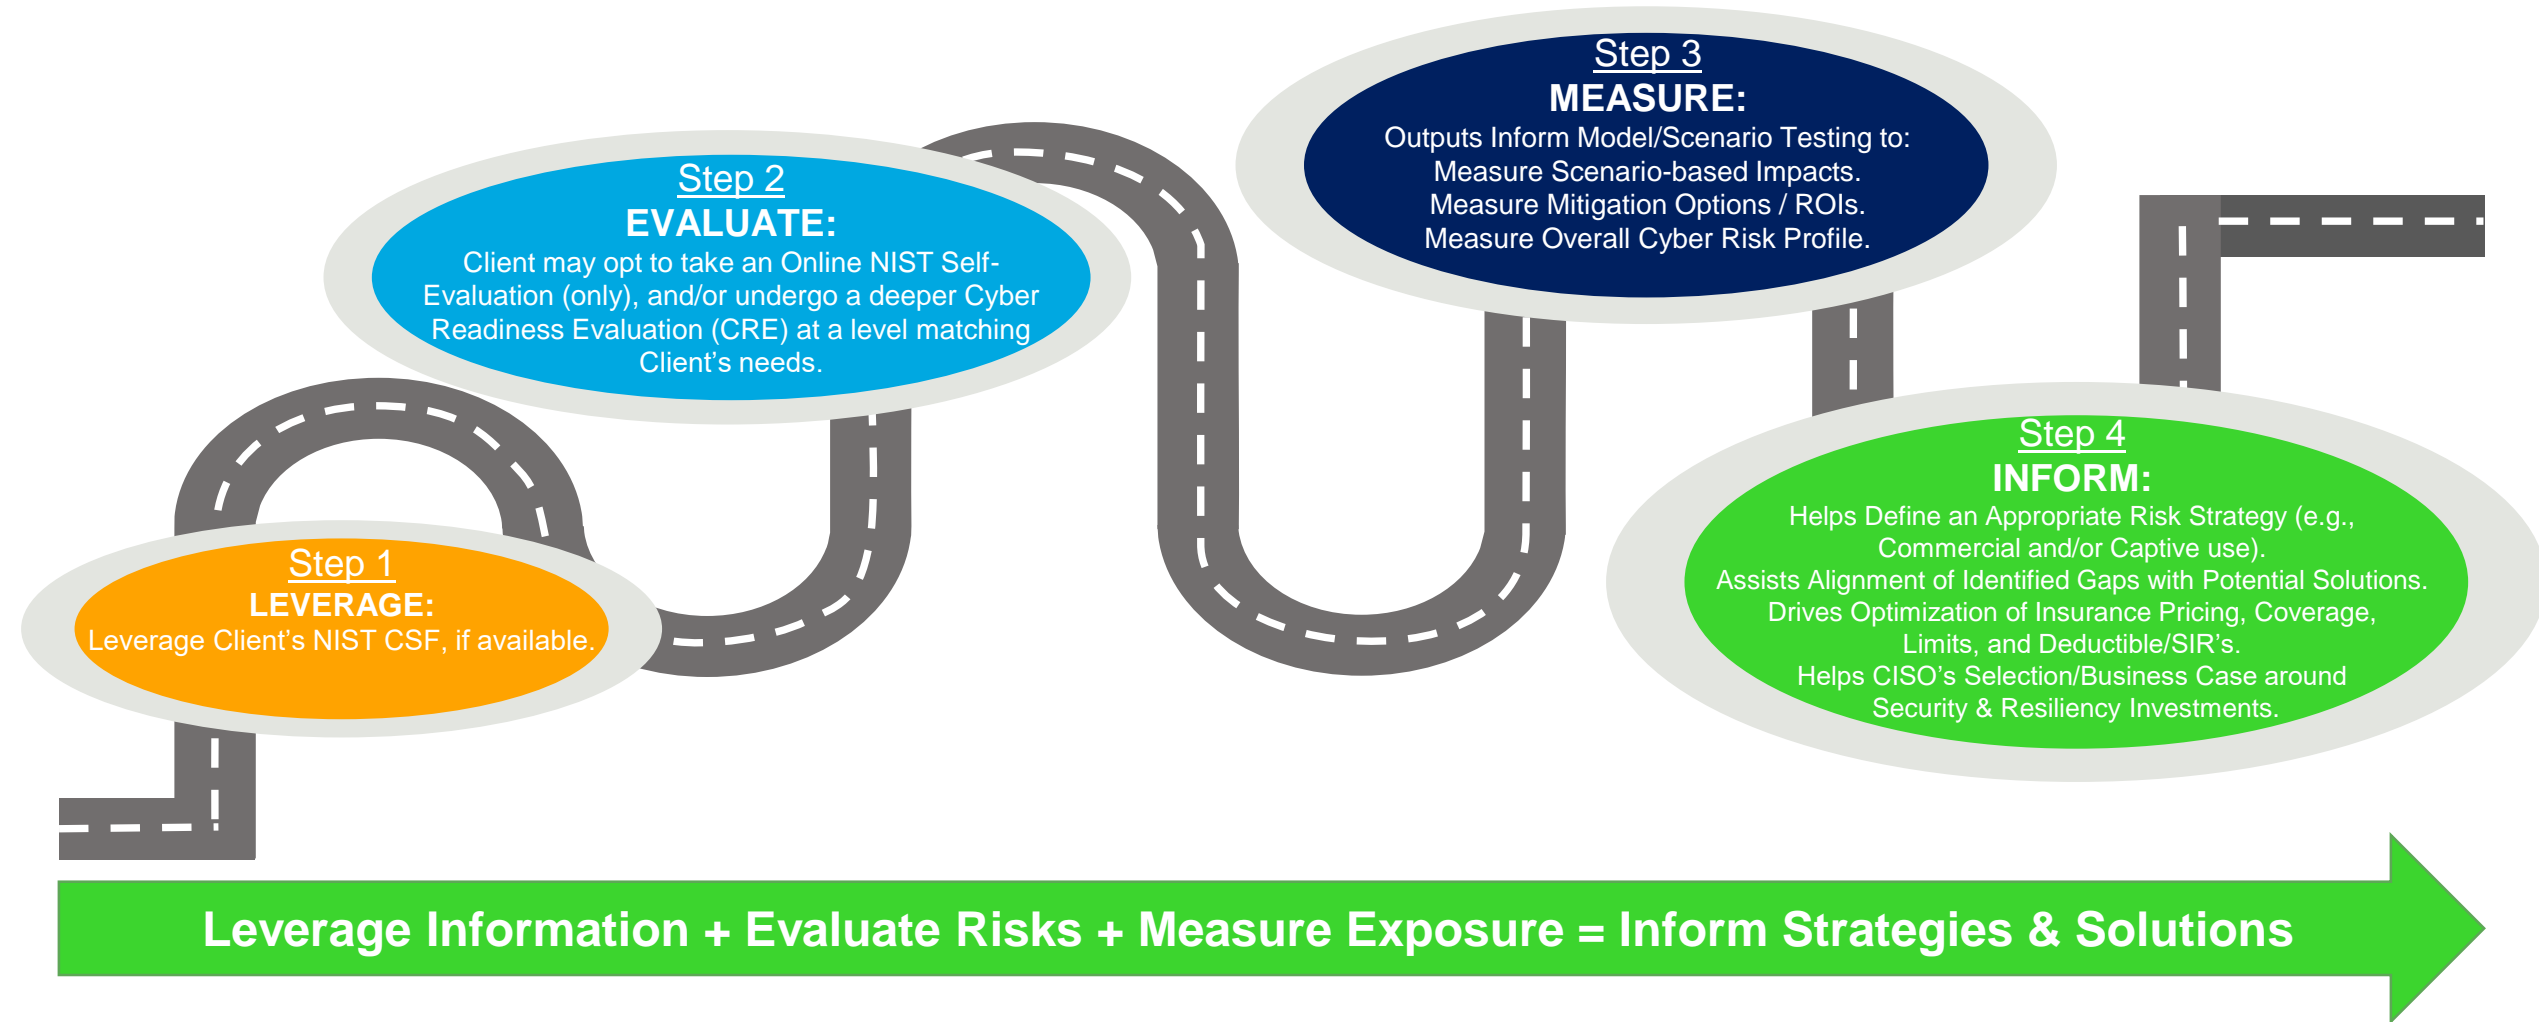 Step 1
LEVERAGE:
Leverage Client's NIST CSF, if available.
Step 2
EVALUATE:
Client may opt to take an Online NIST Self-
Evaluation (only), and/or undergo a deeper Cyber
Readiness Evaluation (CRE) at a level matching
Client's needs.
Step 3
MEASURE:
Outputs Inform Model/Scenario Testing to:
Measure Scenario-based Impacts.
Measure Mitigation Options / ROIs.
Measure Overall Cyber Risk Profile.
Step 4
INFORM:
Helps Define an Appropriate Risk Strategy (e.g.,
Commercial and/or Captive use).
Assists Alignment of Identified Gaps with Potential Solutions.
Drives Optimization of Insurance Pricing, Coverage,
Limits, and Deductible/SIR's.
Helps CISO's Selection/Business Case around
Security & Resiliency Investments.
Leverage Information + Evaluate Risks + Measure Exposure = Inform Strategies & Solutions